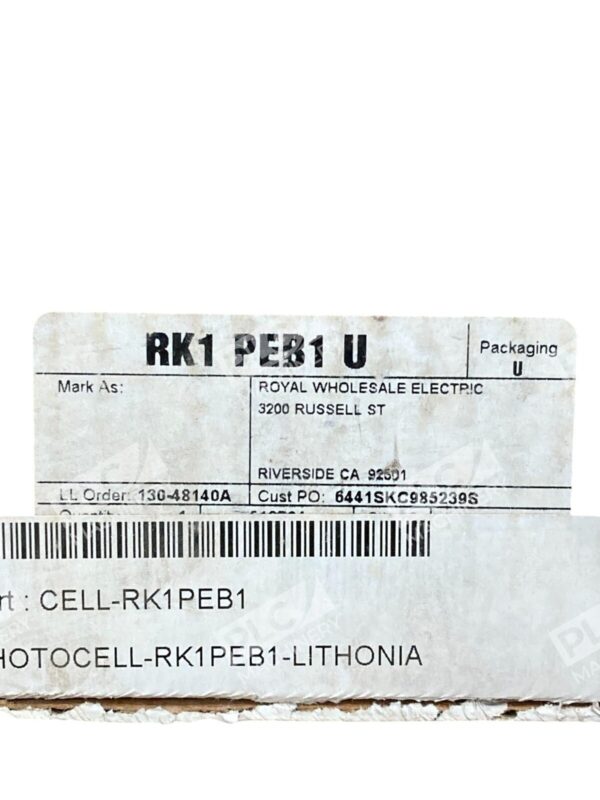 RK1 PEB1 U
Packaging
U
Mark As:
ROYAL WHOLESALE ELECTRIC
3200 RUSSELL ST
RIVERSIDE CA 92501
LL Order: 130-48140A
Cust PO: 6441SKC985239S
rt : CELL-RK1PEB1
HOTOCELL-RK1PEB1-LITHONIA